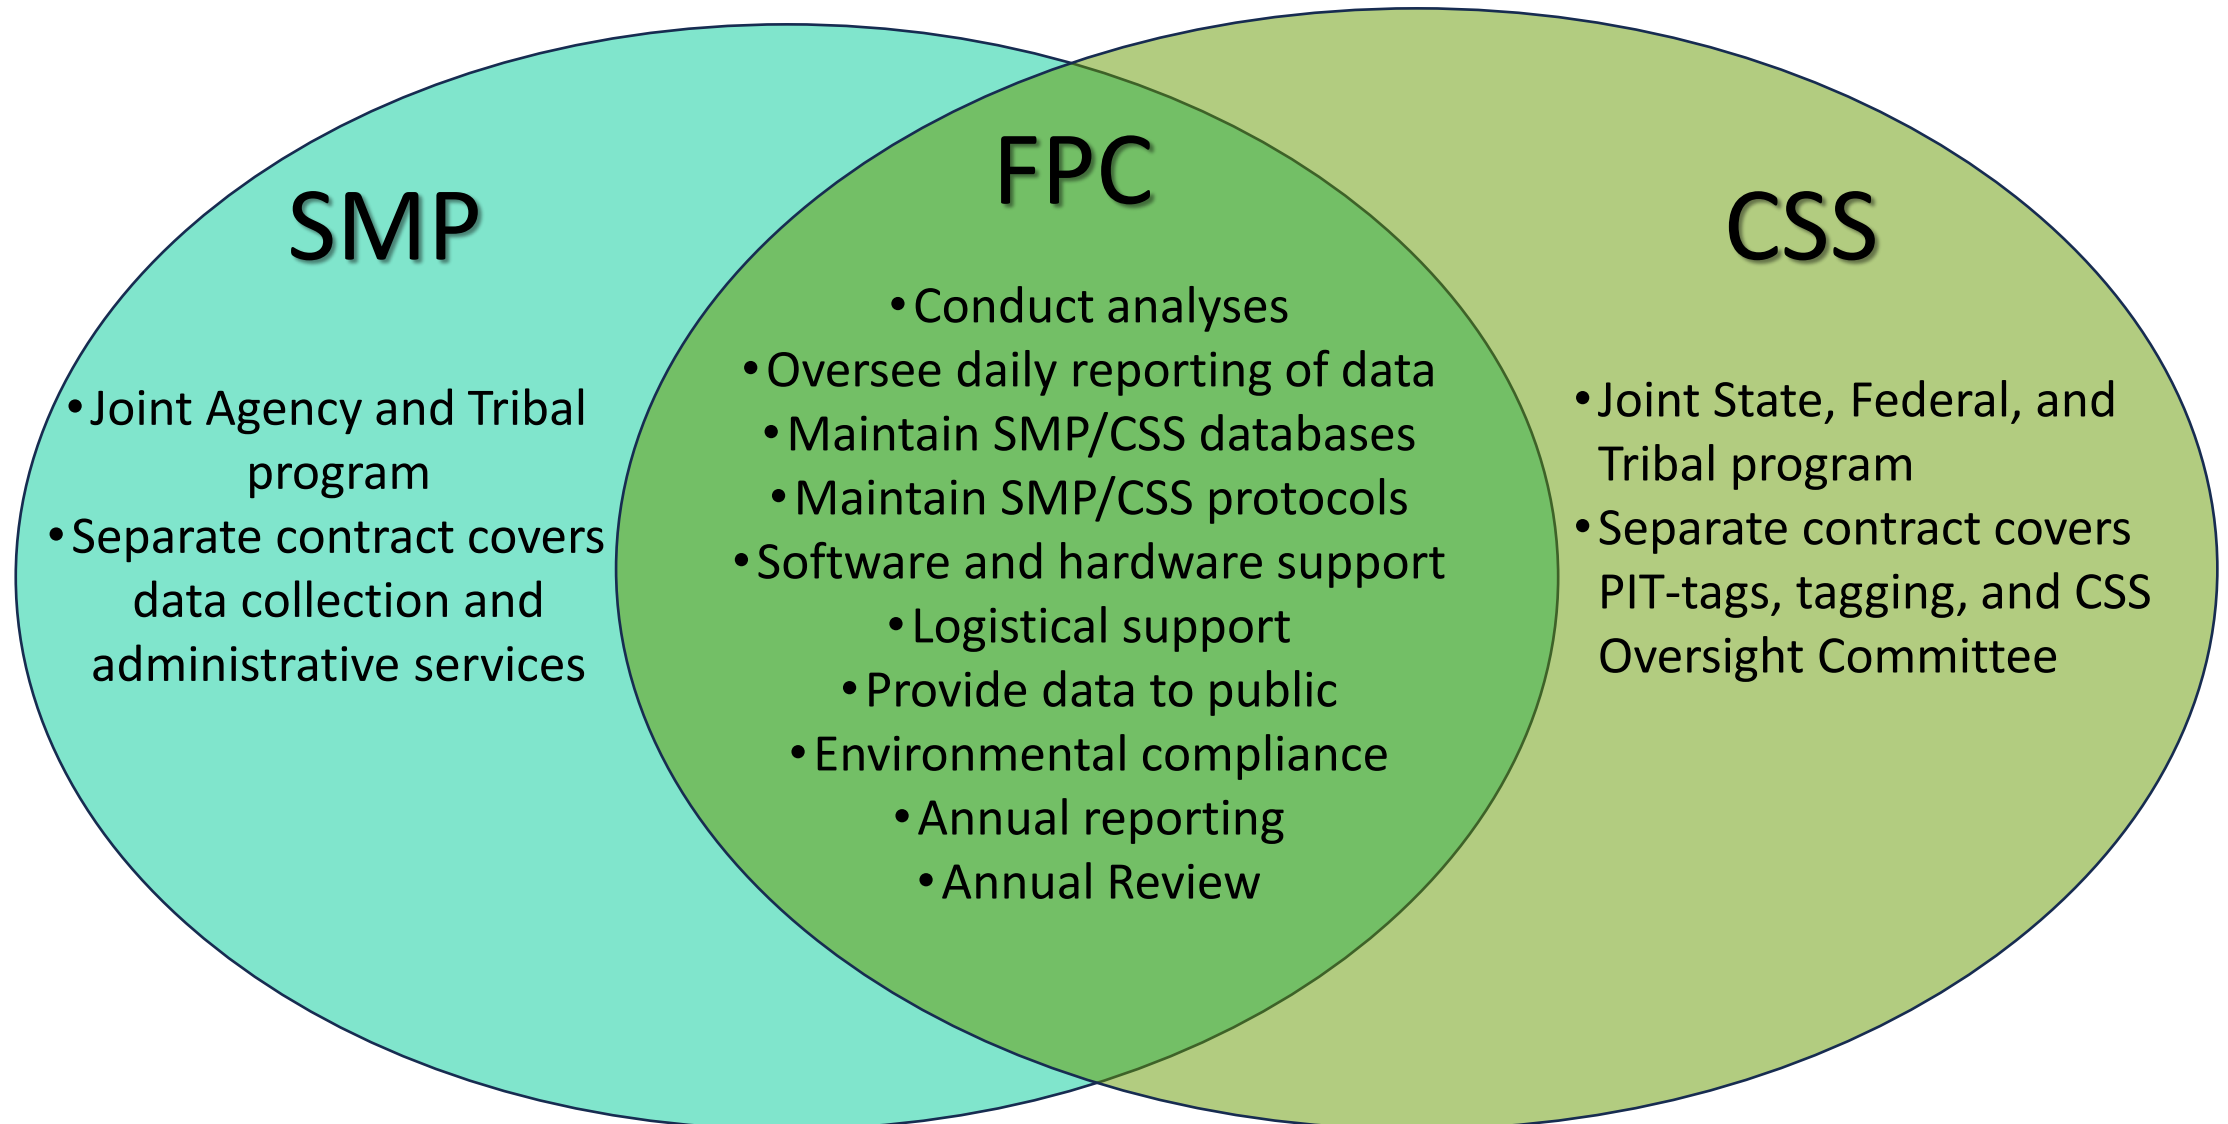 SMP
•Joint Agency and Tribal
program
•Separate contract covers
data collection and
administrative services
FPC
•Conduct analyses
•Oversee daily reporting of data
•Maintain SMP/CSS databases
•Maintain SMP/CSS protocols
•Software and hardware support
•Logistical support
•Provide data to public
•Environmental compliance
•Annual reporting
•Annual Review
CSS
•Joint State, Federal, and
Tribal program
•Separate contract covers
PIT-tags, tagging, and CSS
Oversight Committee